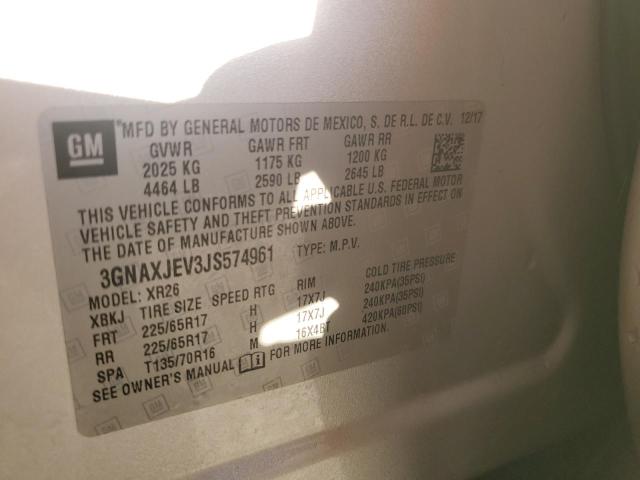 GM
MFD BY GENERAL MOTORS DE MEXICO, S. DE R.L. DE C.V. 12/17
GVWR GAWR FRT GAWR RR
2025 KG 1175 KG 1200 KG
4464 LB 2590 LB 2645 LB
THIS VEHICLE CONFORMS TO ALL APPLICABLE U.S. FEDERAL MOTOR
VEHICLE SAFETY AND THEFT PREVENTION STANDARDS IN EFFECT ON
THE DATE OF MANUFACTURE SHOWN ABOVE.
3GNAXJEV3JS574961 TYPE: M.P.V.
MODEL: XR26
XBKJ TIRE SIZE SPEED RTG RIM COLD TIRE PRESSURE
FRT 225/65R17 H 17X7J 240KPA(35PSI)
RR 225/65R17 H 17X7J 240KPA(35PSI)
SPA T135/70R16 M 16X4BT 420KPA(60PSI)
SEE OWNER'S MANUAL FOR MORE INFORMATION.